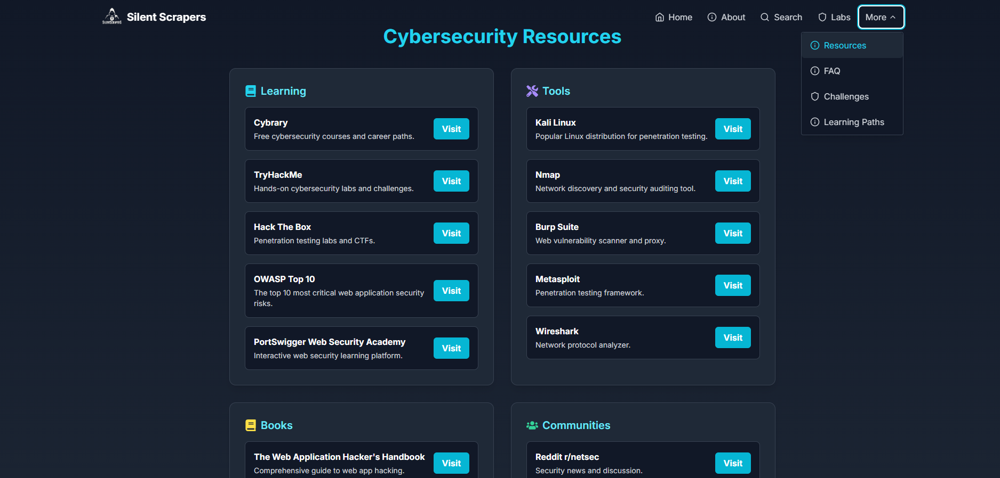 SILENTSCRAPERS
Silent Scrapers
Home
About
Search
Labs
More
Resources
FAQ
Challenges
Learning Paths
Cybersecurity Resources
Learning
Cybrary
Free cybersecurity courses and career paths.
Visit
TryHackMe
Hands-on cybersecurity labs and challenges.
Visit
Hack The Box
Penetration testing labs and CTFs.
Visit
OWASP Top 10
The top 10 most critical web application security
risks.
Visit
PortSwigger Web Security Academy
Interactive web security learning platform.
Visit
Tools
Kali Linux
Popular Linux distribution for penetration testing.
Visit
Nmap
Network discovery and security auditing tool.
Visit
Burp Suite
Web vulnerability scanner and proxy.
Visit
Metasploit
Penetration testing framework.
Visit
Wireshark
Network protocol analyzer.
Visit
Books
The Web Application Hacker's Handbook
Comprehensive guide to web app hacking.
Visit
Communities
Reddit r/netsec
Security news and discussion.
Visit